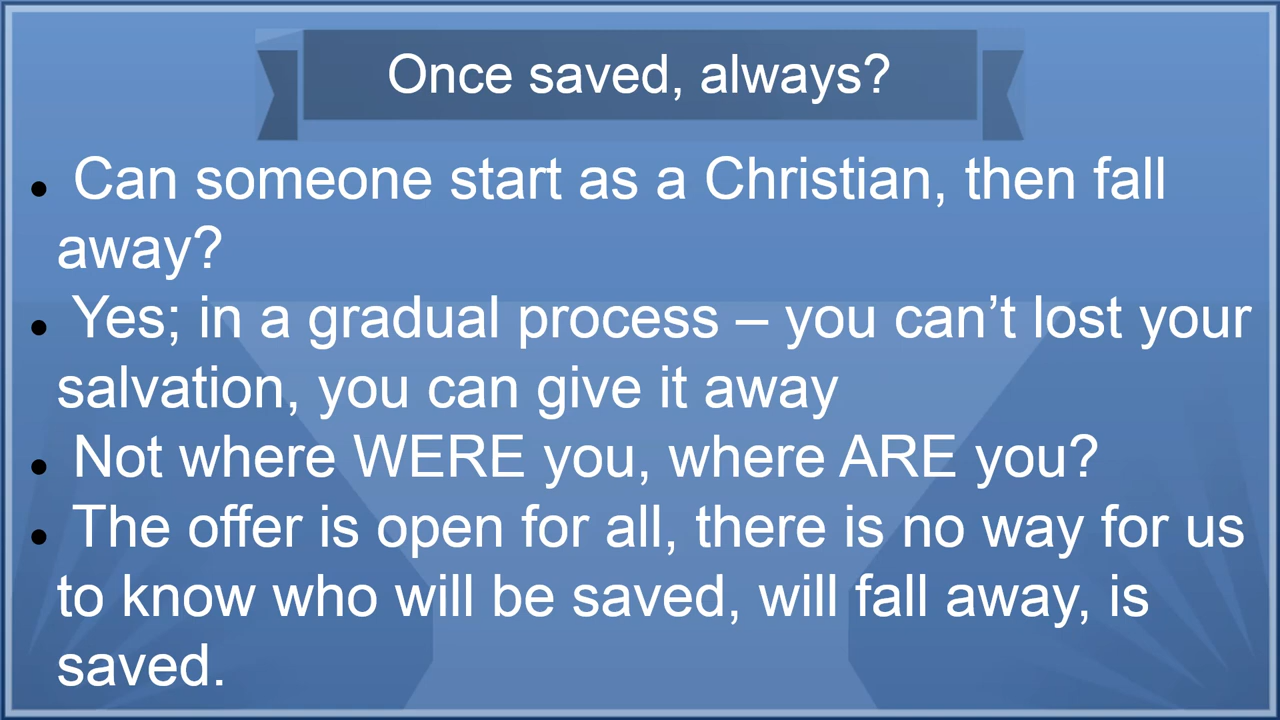 Once saved, always?
• Can someone start as a Christian, then fall
away?
• Yes; in a gradual process – you can’t lost your
salvation, you can give it away
• Not where WERE you, where ARE you?
• The offer is open for all, there is no way for us
to know who will be saved, will fall away, is
saved.